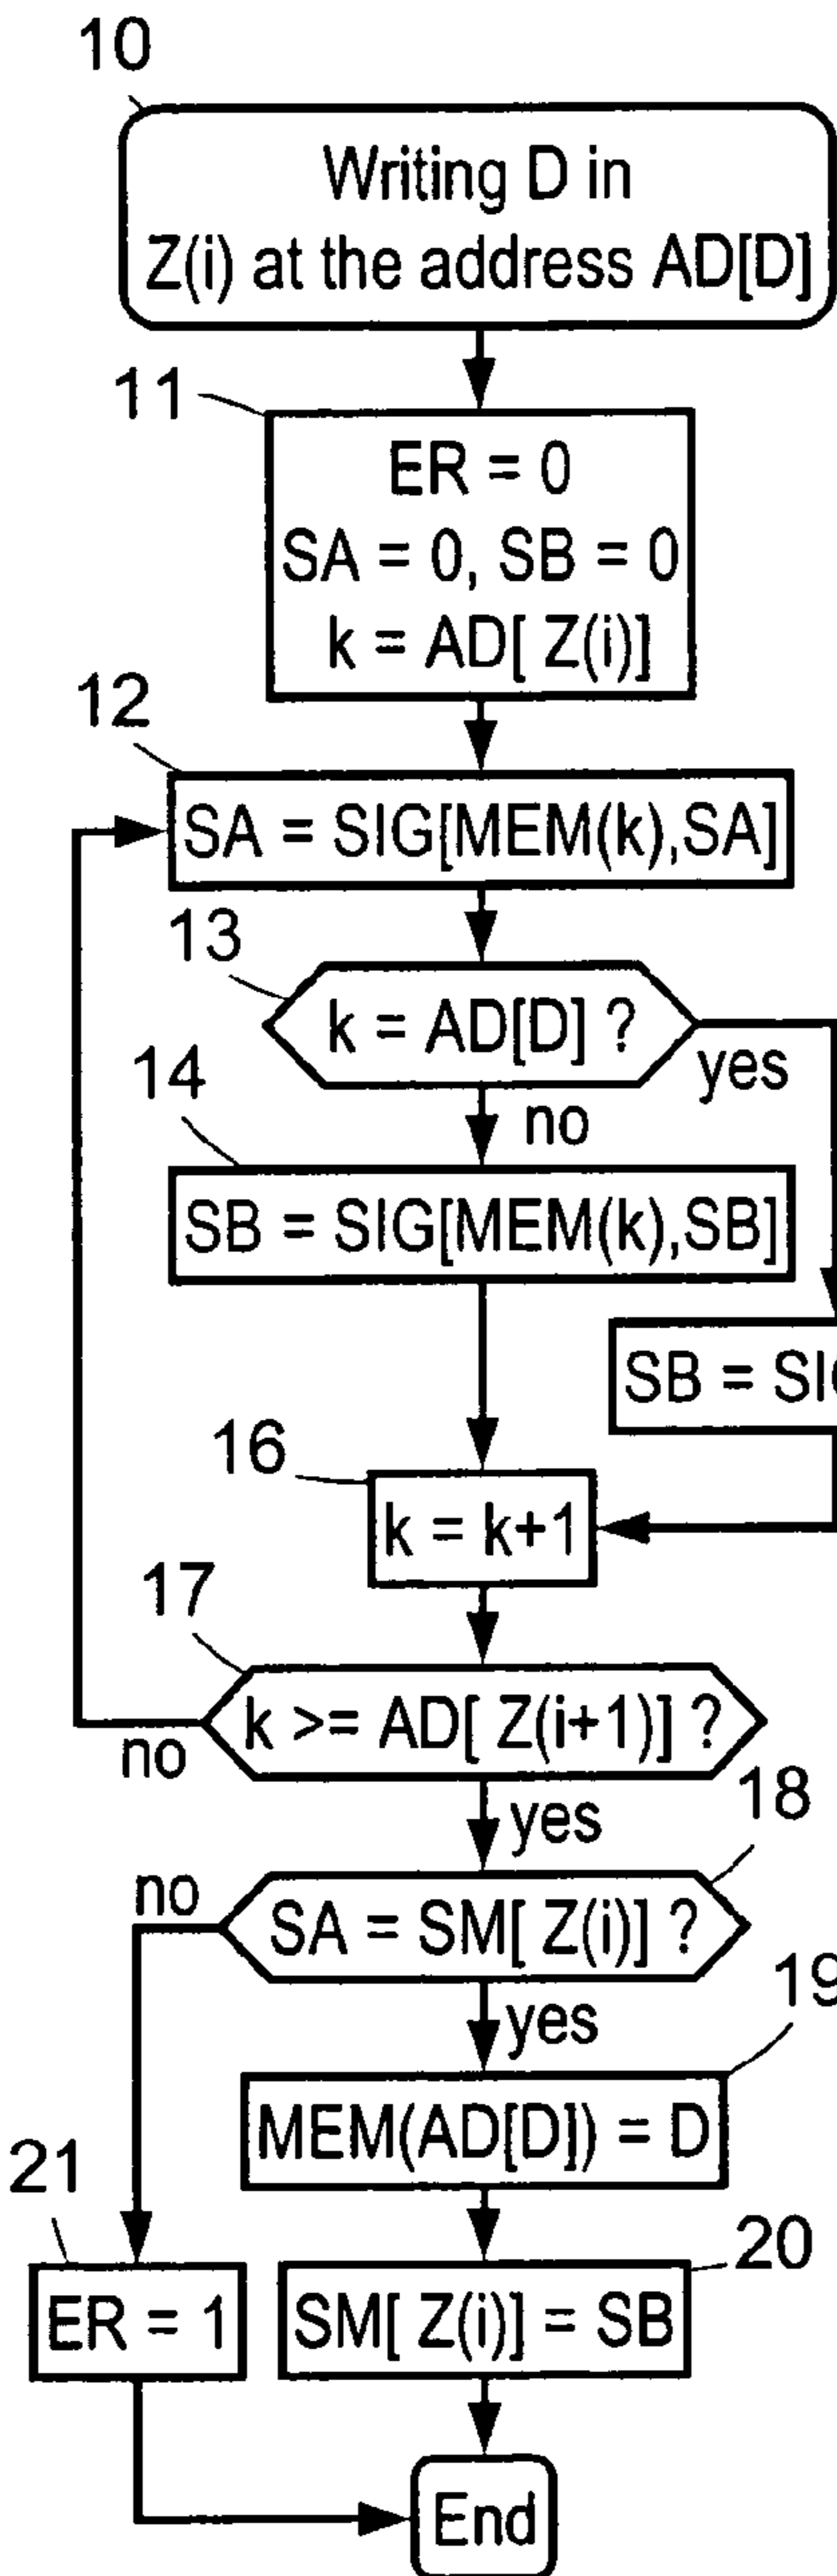 10
Writing D in
Z(i) at the address AD[D]
11
ER = 0
SA = 0, SB = 0
k = AD[ Z(i)]
12
SA = SIG[MEM(k),SA]
13
k = AD[D] ?
yes
no
14
SB = SIG[MEM(k),SB]
SB =
16
k = k+1
17
k >= AD[ Z(i+1)] ?
no
yes
18
SA = SM[ Z(i)] ?
no
yes
19
MEM(AD[D]) = D
20
SM[ Z(i)] = SB
21
ER = 1
End